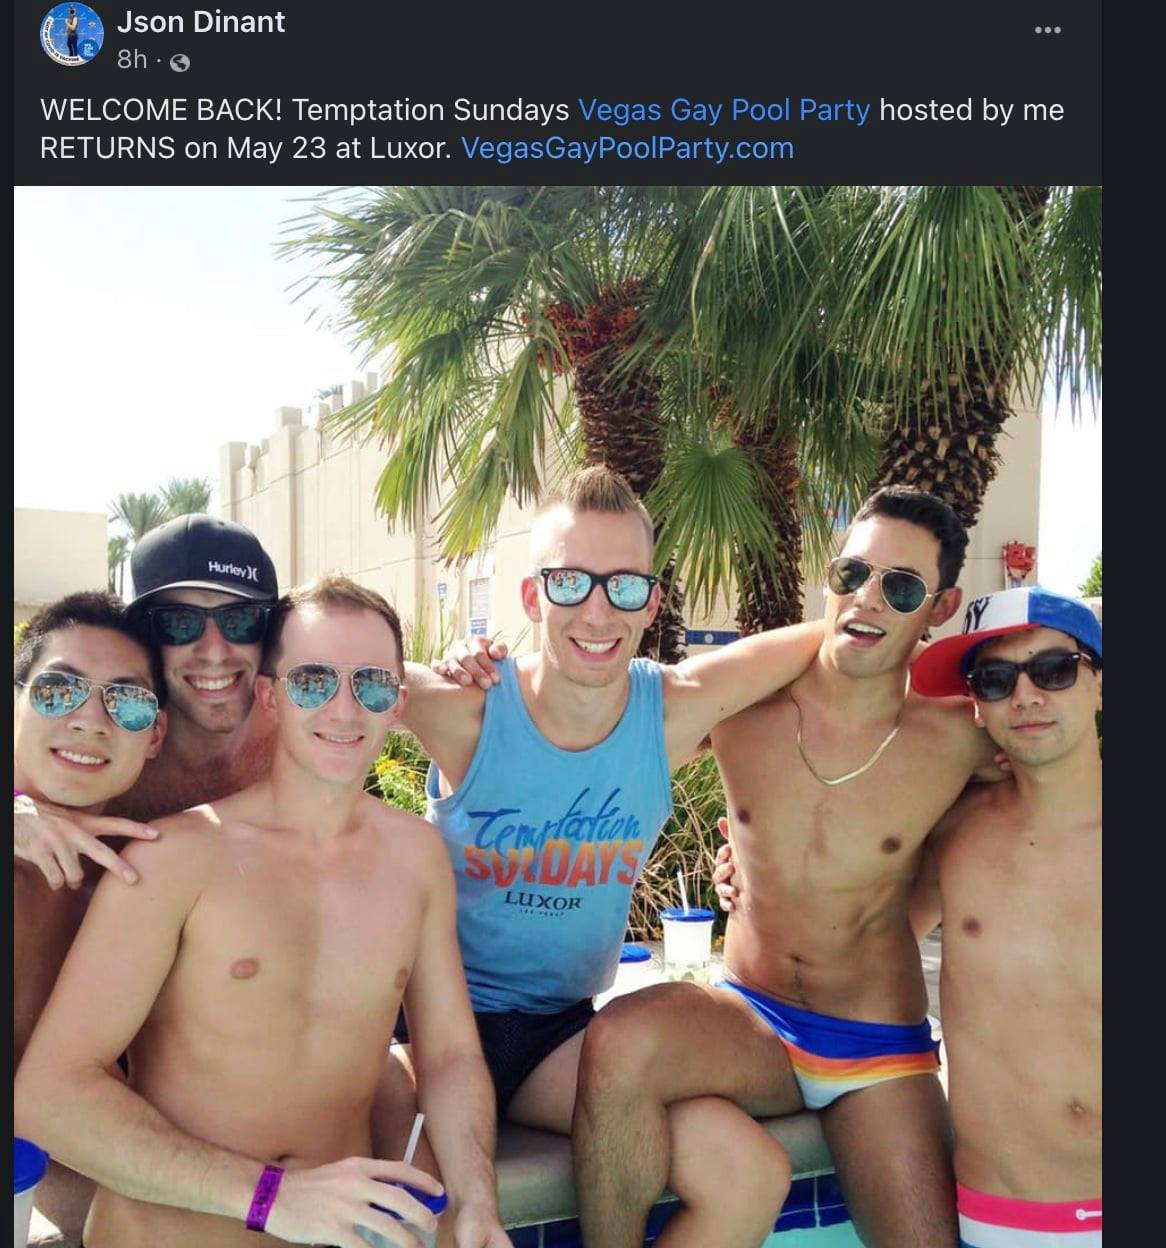 Json Dinant
8h ·
WELCOME BACK! Temptation Sundays Vegas Gay Pool Party hosted by me
RETURNS on May 23 at Luxor. VegasGayPoolParty.com
Hurley
Temptation
SUNDAYS
LUXOR